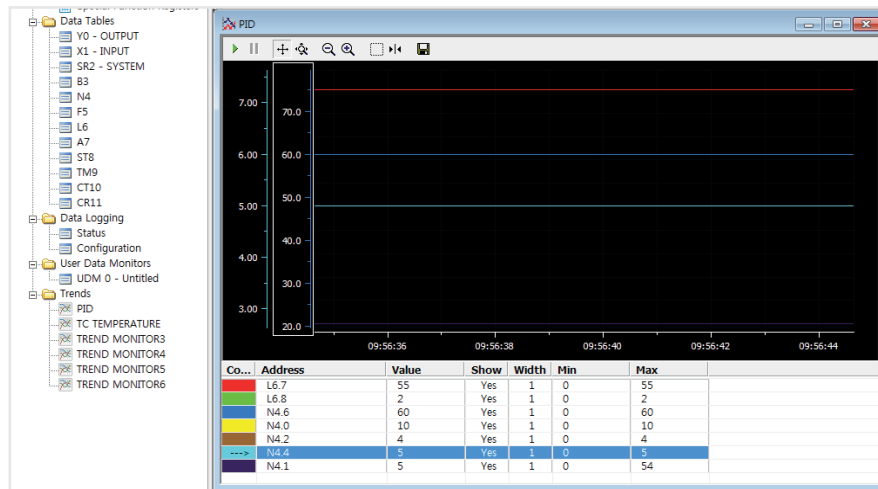 Special Function Registers
Data Tables
Y0 - OUTPUT
X1 - INPUT
SR2 - SYSTEM
B3
N4
F5
L6
A7
ST8
TM9
CT10
CR11
Data Logging
Status
Configuration
User Data Monitors
UDM 0 - Untitled
Trends
PID
TC TEMPERATURE
TREND MONITOR3
TREND MONITOR4
TREND MONITOR5
TREND MONITOR6
PID
7.00
6.00
5.00
4.00
3.00
70.0
60.0
50.0
40.0
30.0
20.0
09:56:36 09:56:38 09:56:40 09:56:42 09:56:44
Co... Address Value Show Width Min Max
L6.7 55 Yes 1 0 55
L6.8 2 Yes 1 0 2
N4.6 60 Yes 1 0 60
N4.0 10 Yes 1 0 10
N4.2 4 Yes 1 0 4
---> N4.4 5 Yes 1 0 5
N4.1 5 Yes 1 0 54